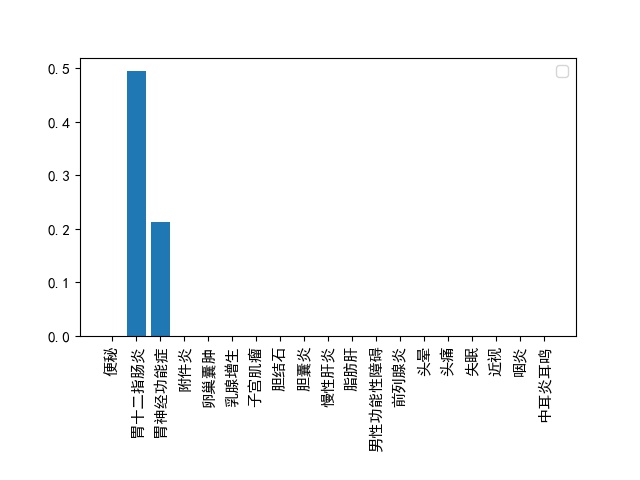 0.5
0.4
0.3
0.2
0.1
0.0
便秘
胃十二指肠炎
胃神经功能症
附件炎
卵巢囊肿
乳腺增生
子宫肌瘤
胆结石
胆囊炎
慢性肝炎
脂肪肝
男性功能性障碍
前列腺炎
头晕
头痛
失眠
近视
咽炎
中耳炎耳鸣